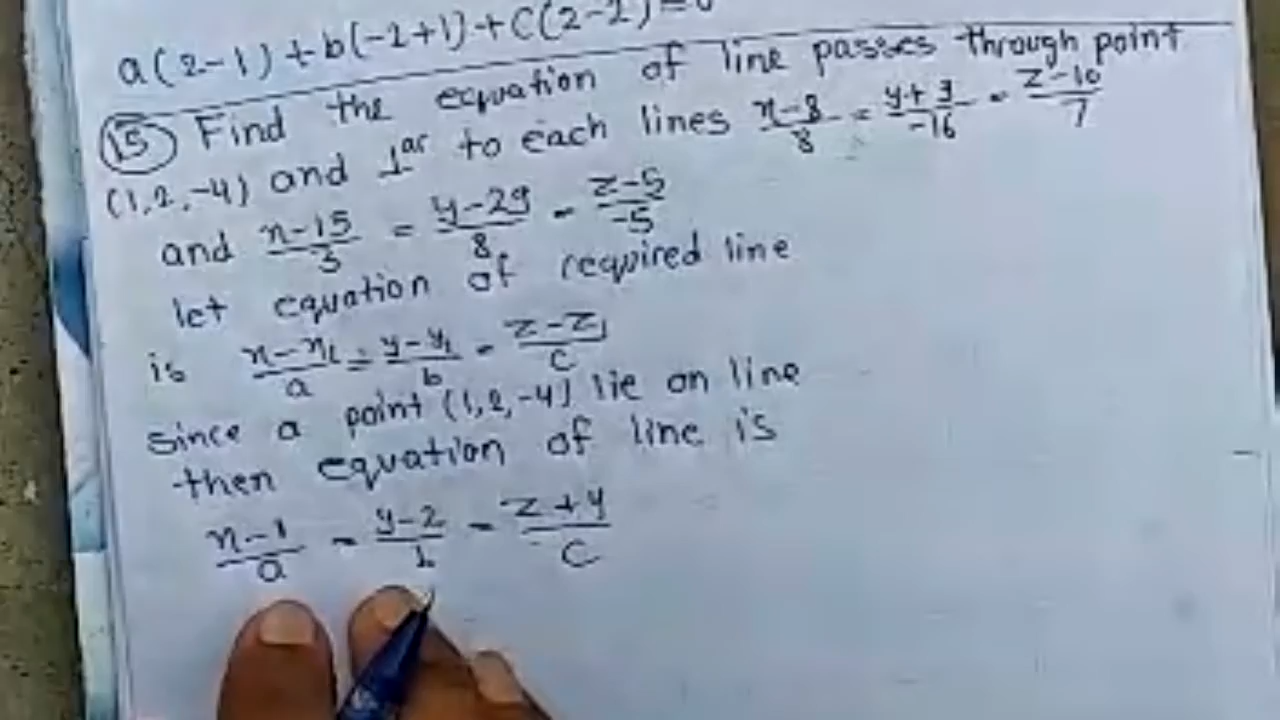 a(2-1)+b(-2+1)+C(2-2)=0
15 Find the equation of line passes through point
(1,2,-4) and ⊥ar to each lines x-8/8 = y+9/-16 = z-10/7
and x-15/3 = y-29/8 = z-5/-5
let equation of required line
is x-x1/a = y-y1/b = z-z1/c
Since a point (1,2,-4) lie on line
then equation of line is
x-1/a = y-2/b = z+4/c